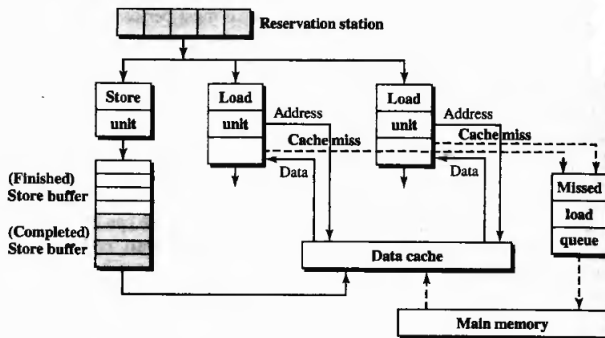 Reservation station
Store
unit
Load
unit
Address
Cache miss
Data
Load
unit
Address
Cache miss
Data
(Finished)
Store buffer
(Completed)
Store buffer
Missed
load
queue
Data cache
Main memory